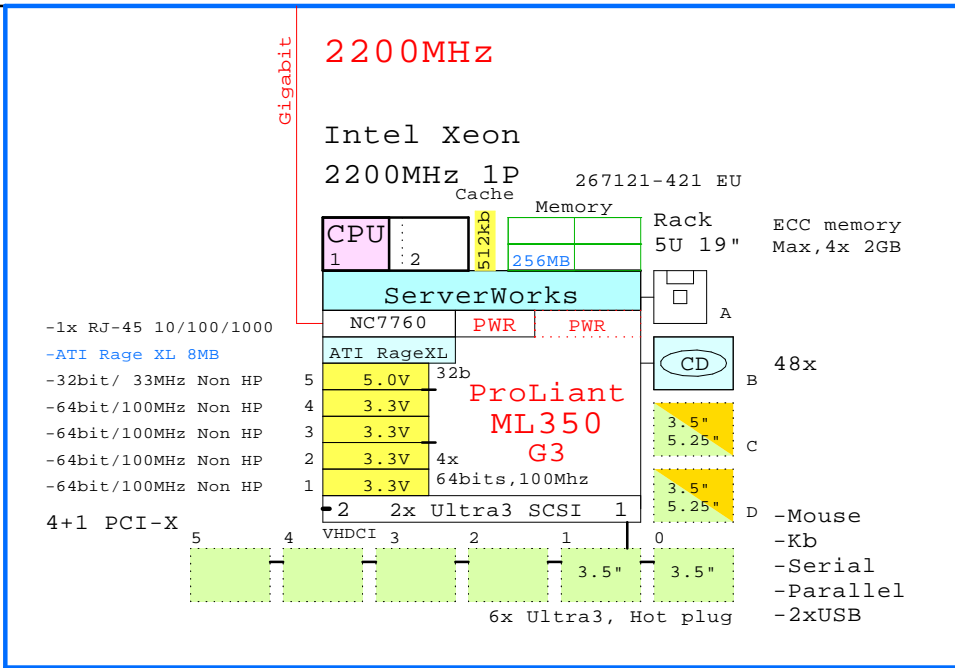 Gigabit
2200MHz
Intel Xeon
2200MHz 1P
267121-421 EU
Cache
Memory
CPU
1
2
512kb
256MB
Rack
5U 19"
ECC memory
Max,4x 2GB
ServerWorks
A
NC7760
PWR
PWR
-1x RJ-45 10/100/1000
ATI RageXL
-ATI Rage XL 8MB
CD
B
48x
-32bit/ 33MHz Non HP
5
5.0V
32b
-64bit/100MHz Non HP
4
3.3V
-64bit/100MHz Non HP
3
3.3V
-64bit/100MHz Non HP
2
3.3V
4x
-64bit/100MHz Non HP
1
3.3V
64bits,100Mhz
ProLiant
ML350
G3
3.5"
5.25"
C
3.5"
5.25"
D
2
2x Ultra3 SCSI
1
4+1 PCI-X
VHDCI
5
4
3
2
1
0
3.5"
3.5"
6x Ultra3, Hot plug
-Mouse
-Kb
-Serial
-Parallel
-2xUSB